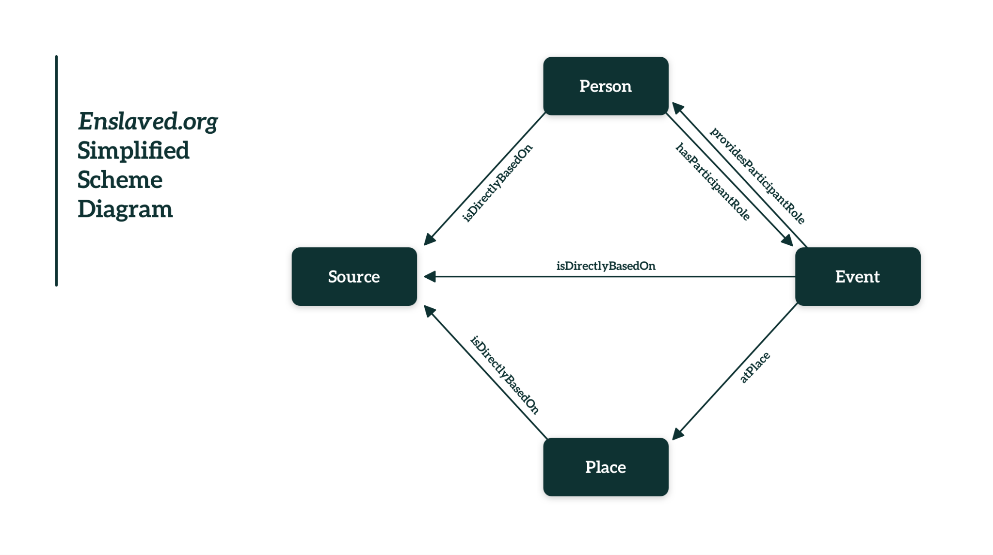 Enslaved.org
Simplified
Scheme
Diagram
Person
isDirectlyBasedOn
hasParticipantRole
providesParticipantRole
Source
isDirectlyBasedOn
Event
isDirectlyBasedOn
atPlace
Place